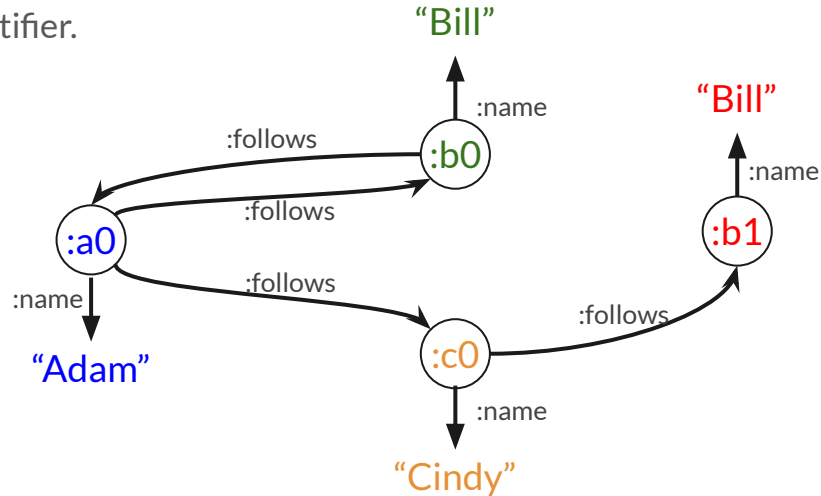 tifier.
“Bill”
:name
“Bill”
:follows
:b0
:name
:follows
:a0
:b1
:follows
:name
:follows
“Adam”
:c0
:name
“Cindy”